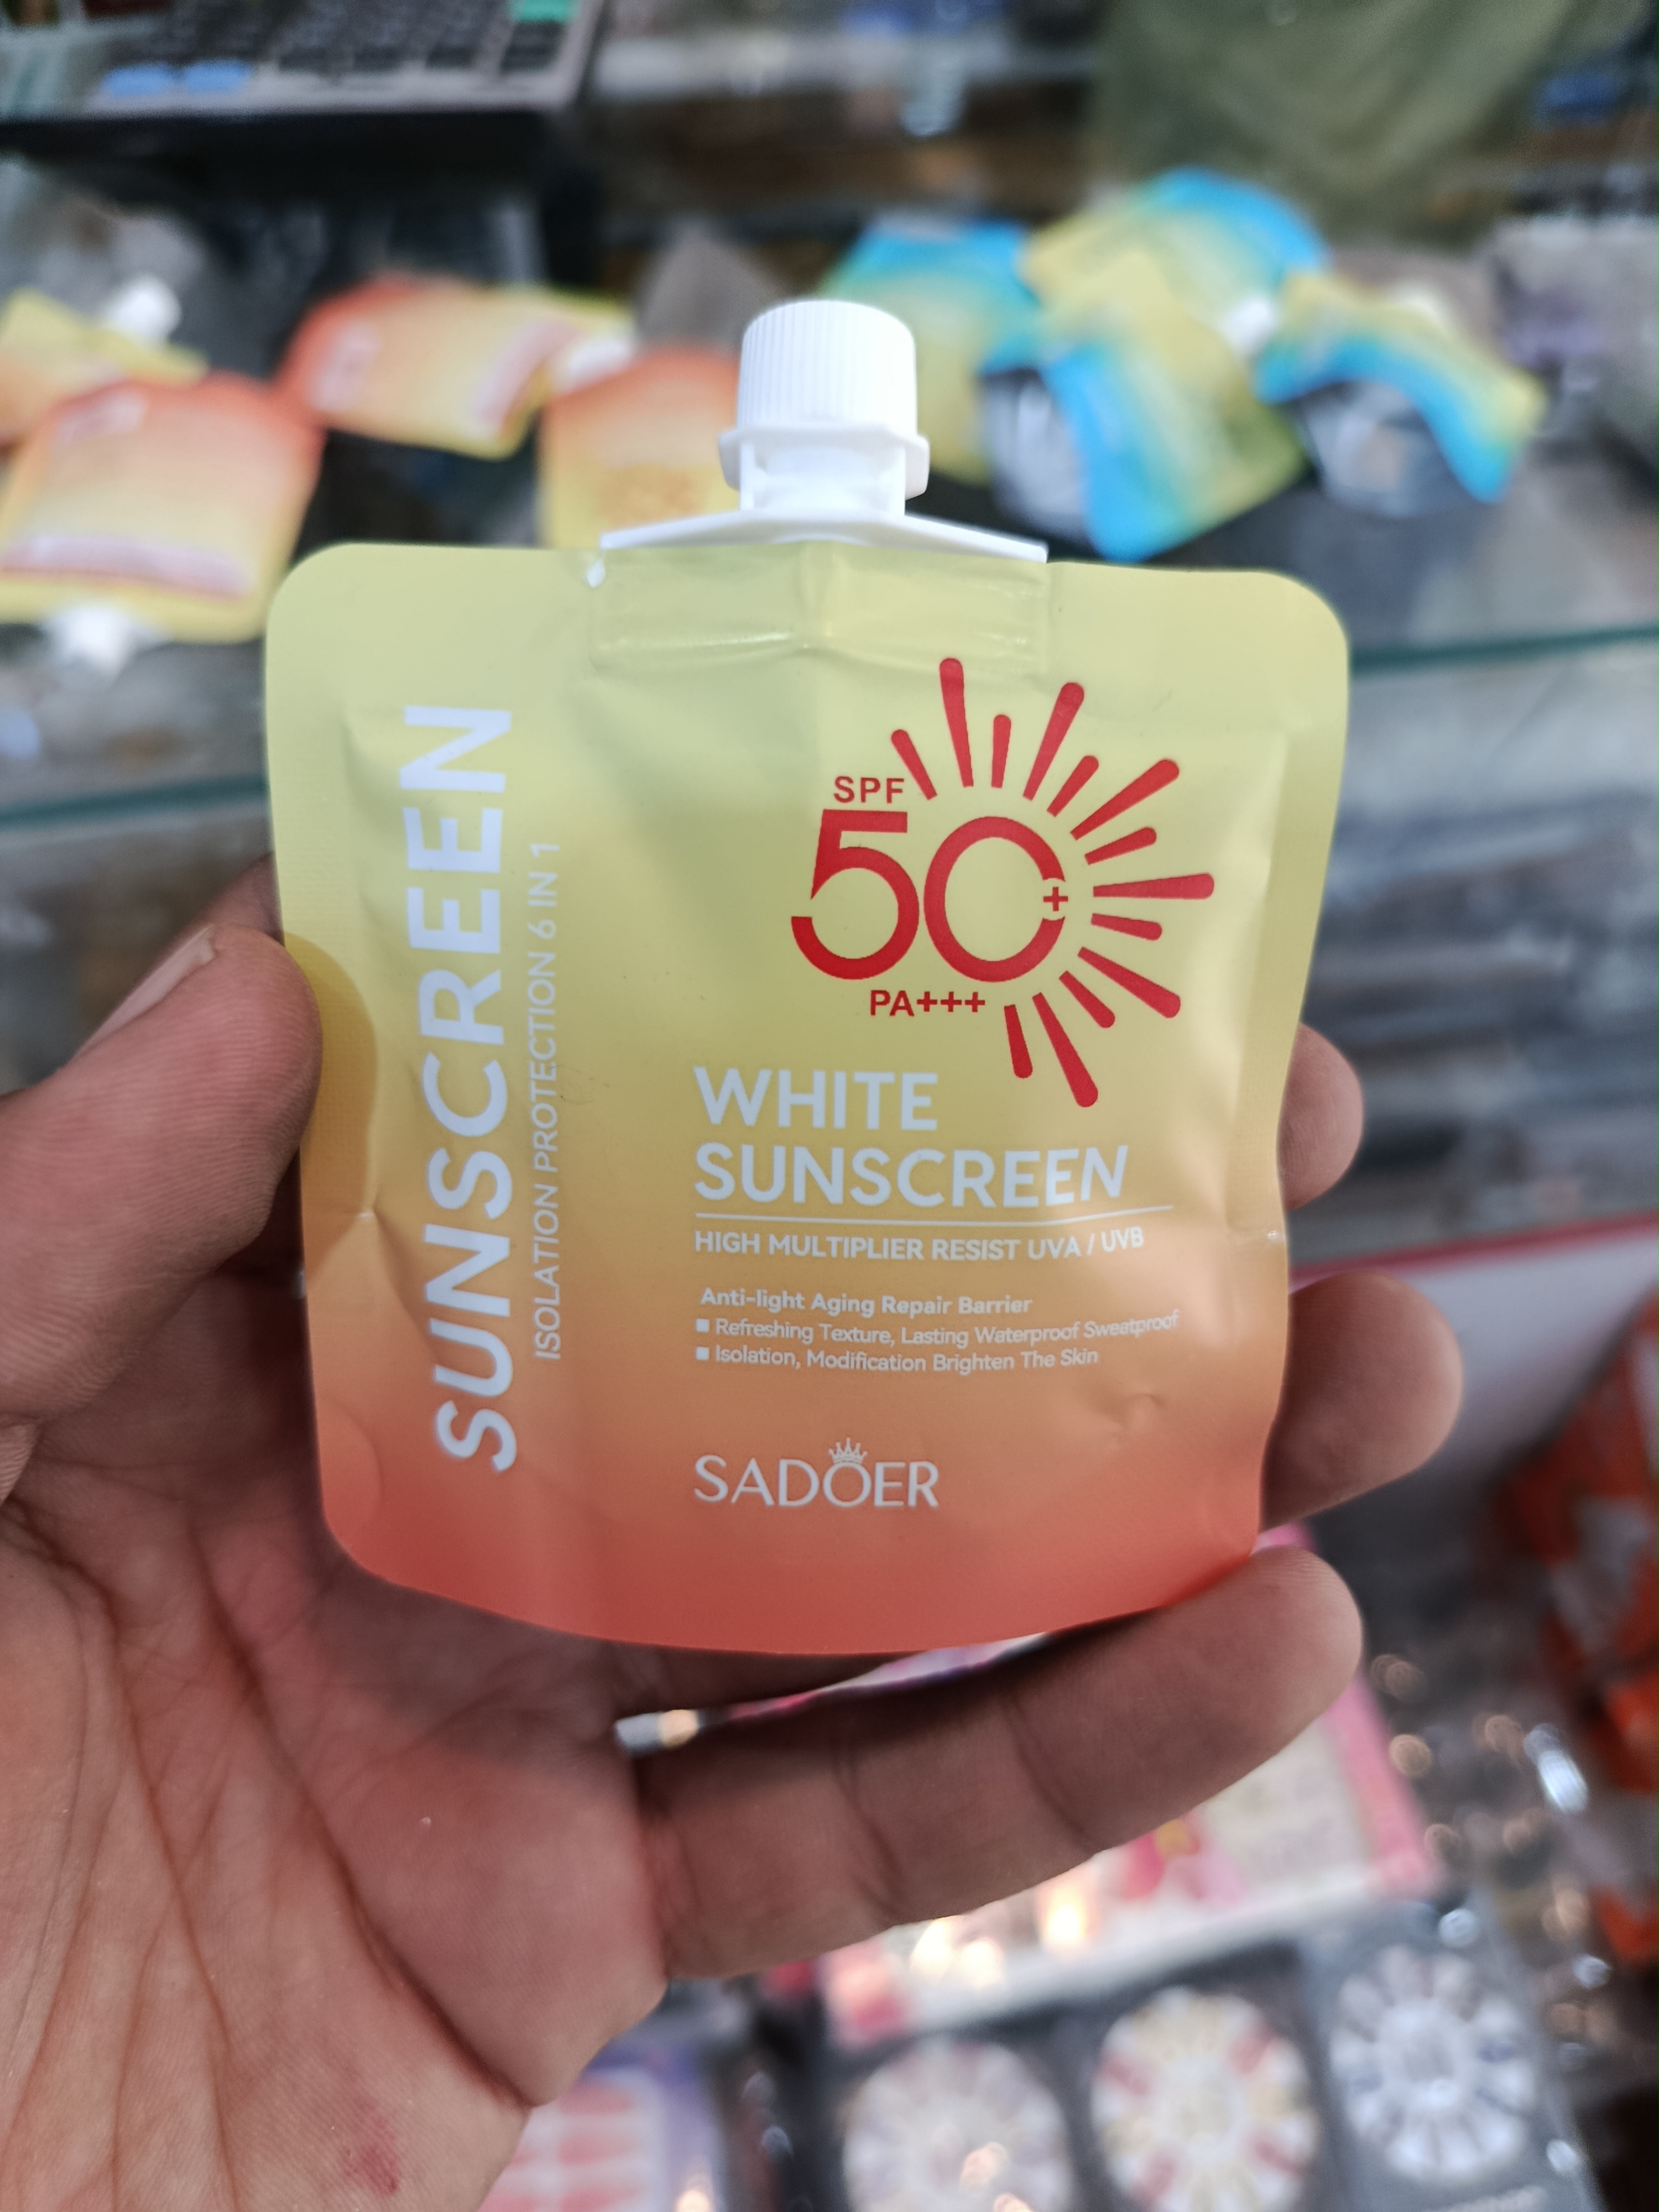 SUNSCREEN
ISOLATION PROTECTION 6 IN 1
SPF
50+
PA+++
WHITE
SUNSCREEN
HIGH MULTIPLIER RESIST UVA / UVB
Anti-light Aging Repair Barrier
■ Refreshing Texture, Lasting Waterproof Sweatproof
■ Isolation, Modification Brighten The Skin
SADOER